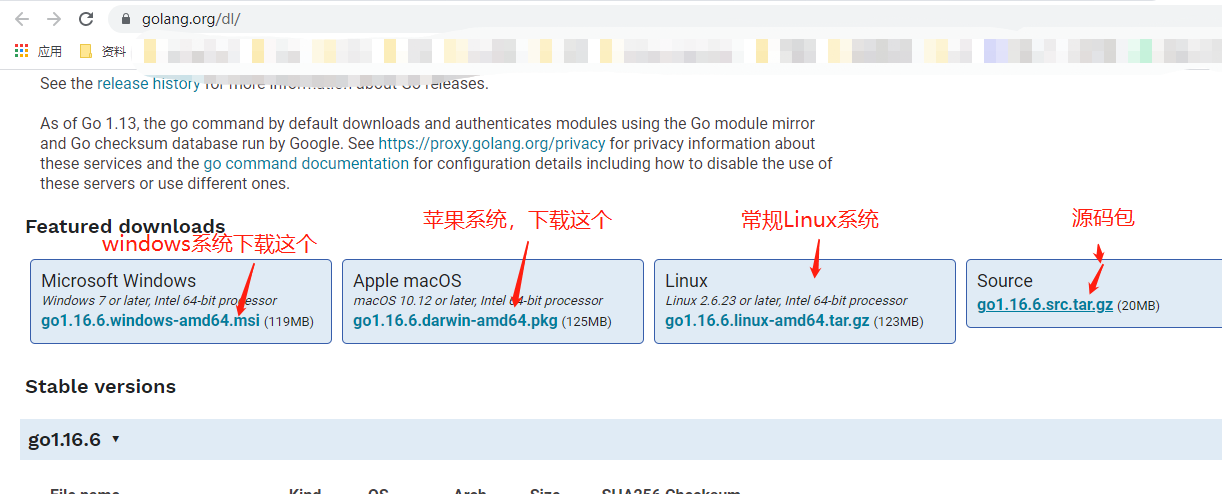 golang.org/dl/
应用
资料
See the release history for more information about Go releases.
As of Go 1.13, the go command by default downloads and authenticates modules using the Go module mirror
and Go checksum database run by Google. See https://proxy.golang.org/privacy for privacy information about
these services and the go command documentation for configuration details including how to disable the use of
these servers or use different ones.
Featured downloads
windows系统下载这个
苹果系统，下载这个
常规Linux系统
源码包
Microsoft Windows
Windows 7 or later, Intel 64-bit processor
go1.16.6.windows-amd64.msi (119MB)
Apple macOS
macOS 10.12 or later, Intel 64-bit processor
go1.16.6.darwin-amd64.pkg (125MB)
Linux
Linux 2.6.23 or later, Intel 64-bit processor
go1.16.6.linux-amd64.tar.gz (123MB)
Source
go1.16.6.src.tar.gz (20MB)
Stable versions
go1.16.6 ▾
File name Kind OS Arch Size SHA256 Checksum